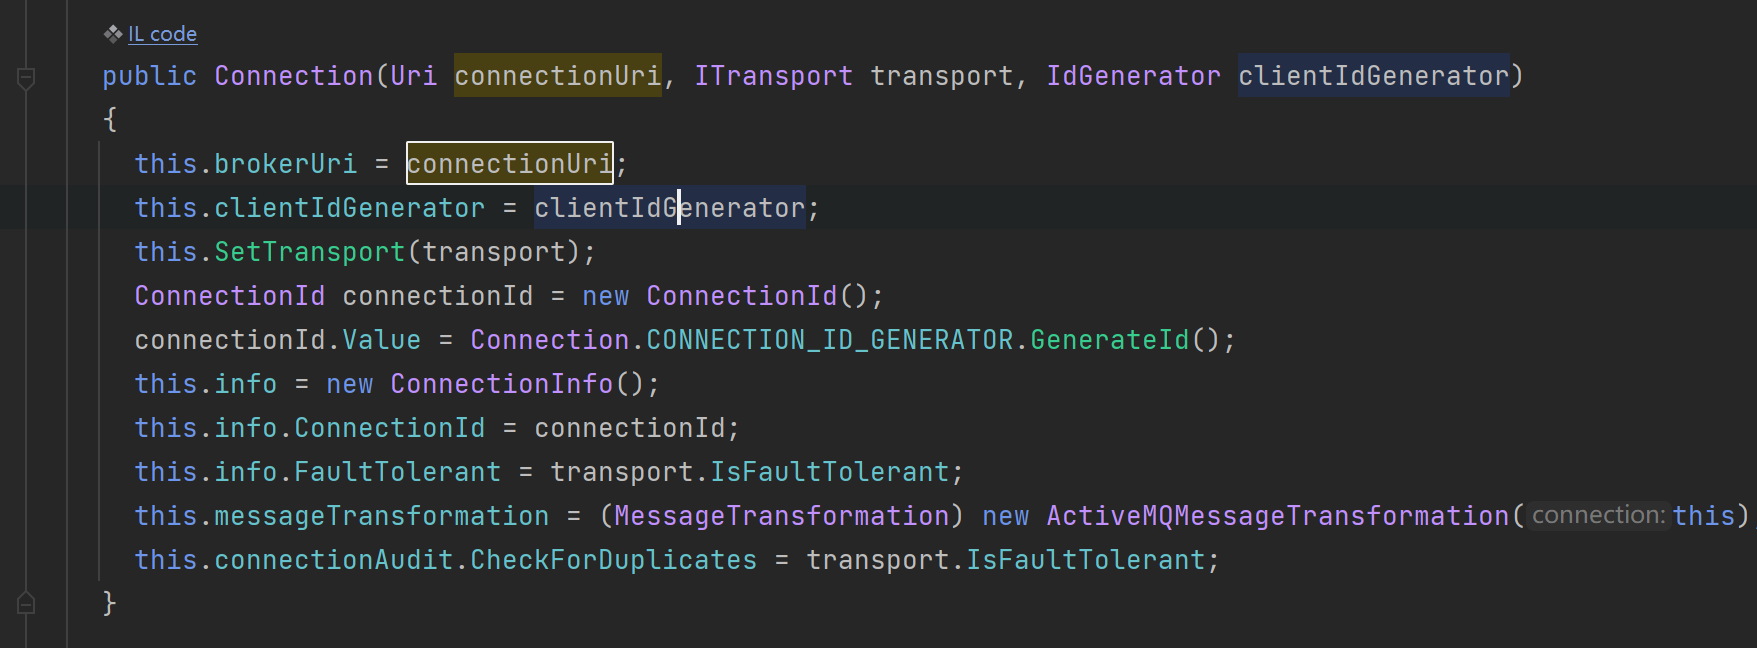 IL code
public Connection(Uri connectionUri, ITransport transport, IdGenerator clientIdGenerator)
{
this.brokerUri = connectionUri;
this.clientIdGenerator = clientIdGenerator;
this.SetTransport(transport);
ConnectionId connectionId = new ConnectionId();
connectionId.Value = Connection.CONNECTION_ID_GENERATOR.GenerateId();
this.info = new ConnectionInfo();
this.info.ConnectionId = connectionId;
this.info.FaultTolerant = transport.IsFaultTolerant;
this.messageTransformation = (MessageTransformation) new ActiveMQMessageTransformation(connection:this)
this.connectionAudit.CheckForDuplicates = transport.IsFaultTolerant;
}